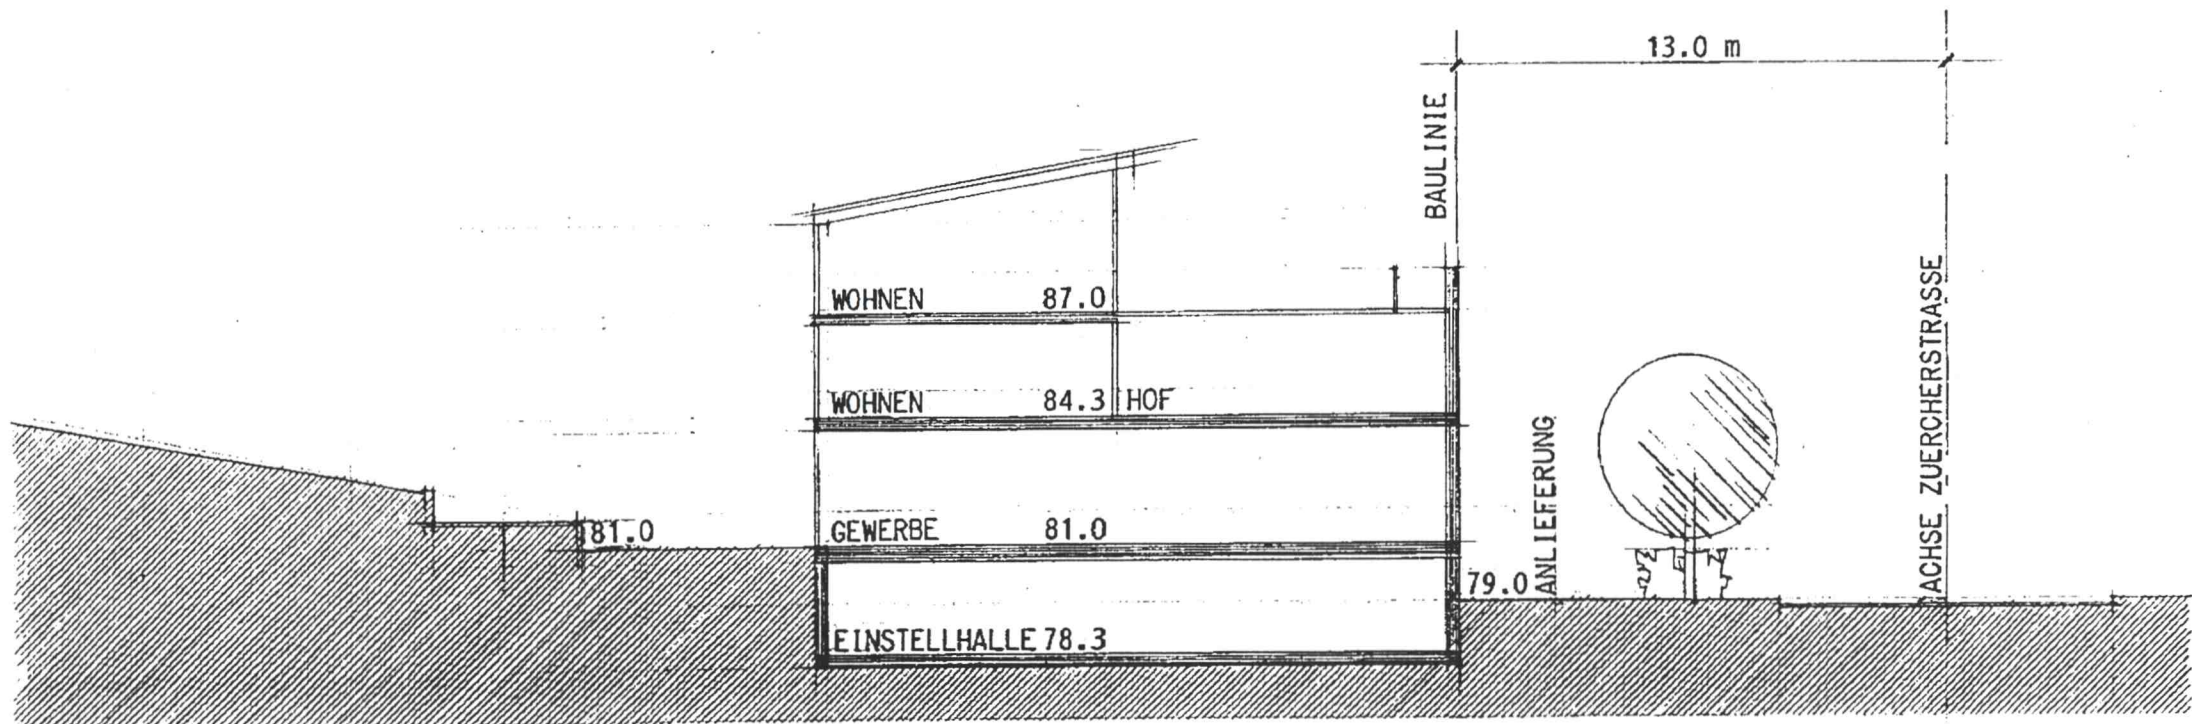 13.0 m
BAULINIE
WOHNEN 87.0
WOHNEN 84.3 HOF
81.0
GEWERBE 81.0
EINSTELLHALLE 78.3
79.0
ANLIEFERUNG
ACHSE ZUERCHERSTRASSE